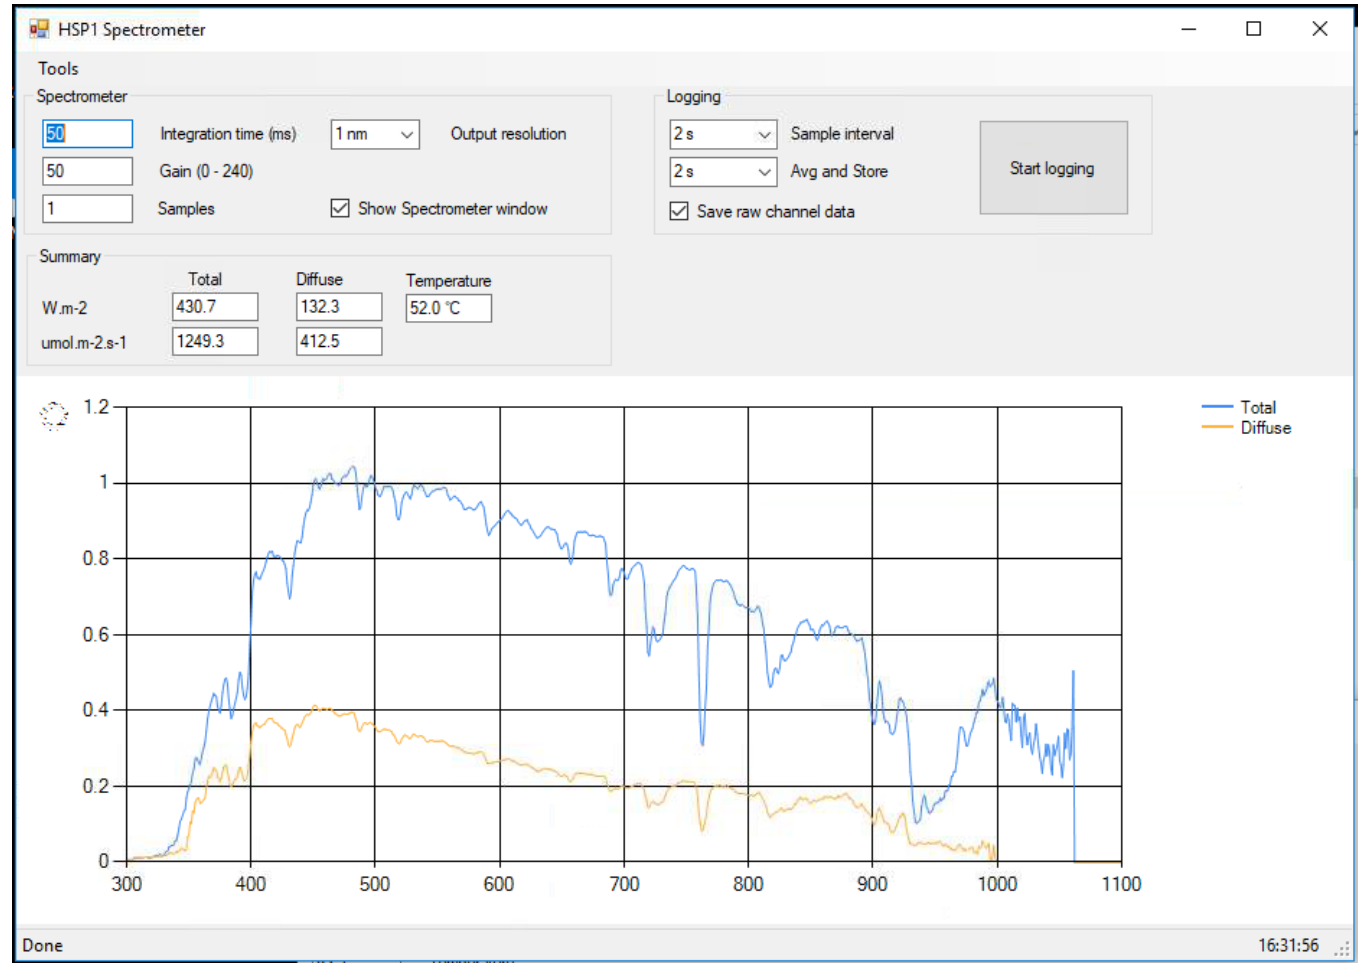 HSP1 Spectrometer
Tools
Spectrometer
50 Integration time (ms) 1 nm Output resolution
50 Gain (0 - 240)
1 Samples Show Spectrometer window
Logging
2 s Sample interval
2 s Avg and Store
Save raw channel data
Start logging
Summary
Total Diffuse Temperature
W.m-2 430.7 132.3 52.0 °C
umol.m-2.s-1 1249.3 412.5
1.2
1
0.8
0.6
0.4
0.2
0
300 400 500 600 700 800 900 1000 1100
Total
Diffuse
Done 16:31:56